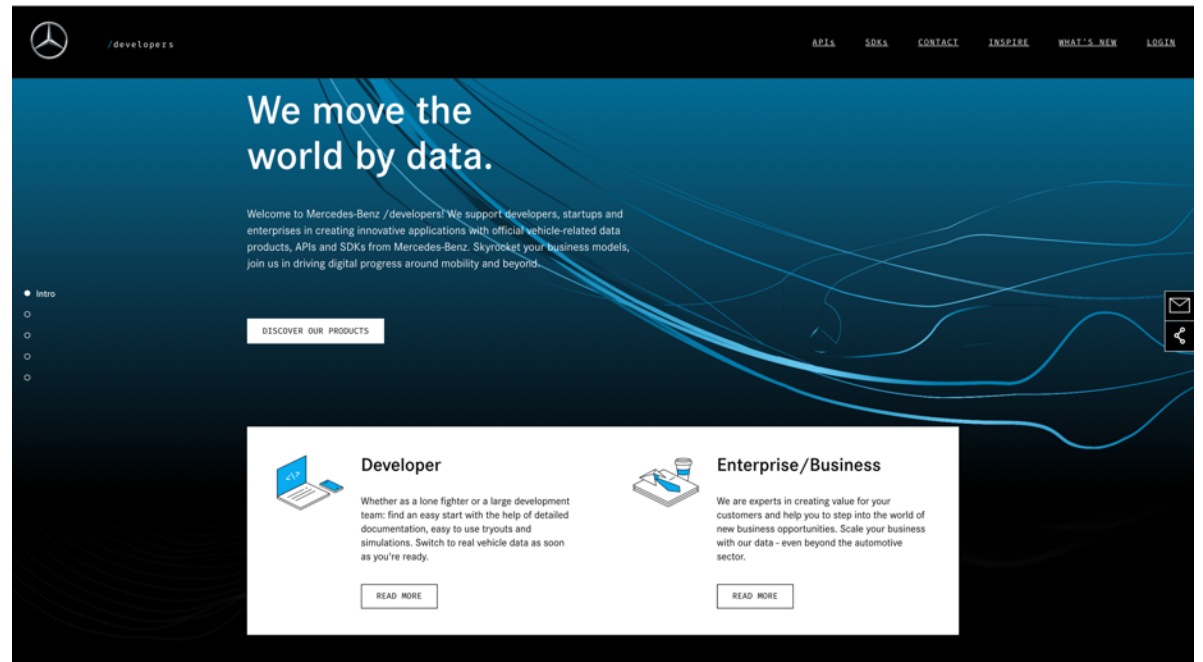 /developers
APIs
SDKs
CONTACT
INSPIRE
WHAT'S NEW
LOGIN
We move the
world by data.
Welcome to Mercedes-Benz /developers! We support developers, startups and
enterprises in creating innovative applications with official vehicle-related data
products, APIs and SDKs from Mercedes-Benz. Skyrocket your business models,
join us in driving digital progress around mobility and beyond.
Intro
DISCOVER OUR PRODUCTS
</>
Developer
Whether as a lone fighter or a large development
team: find an easy start with the help of detailed
documentation, easy to use tryouts and
simulations. Switch to real vehicle data as soon
as you're ready.
READ MORE
Enterprise/Business
We are experts in creating value for your
customers and help you to step into the world of
new business opportunities. Scale your business
with our data - even beyond the automotive
sector.
READ MORE